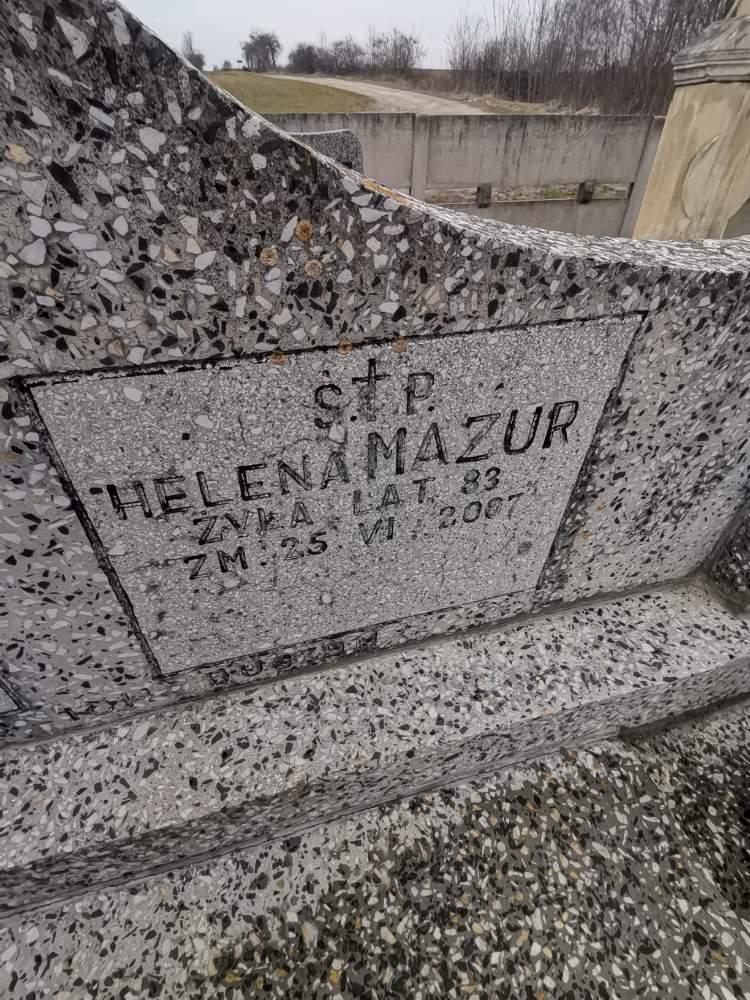 Ś. † P.
HELENA MAZUR
ŻYŁA LAT 83
ZM. 25. VI. 2007